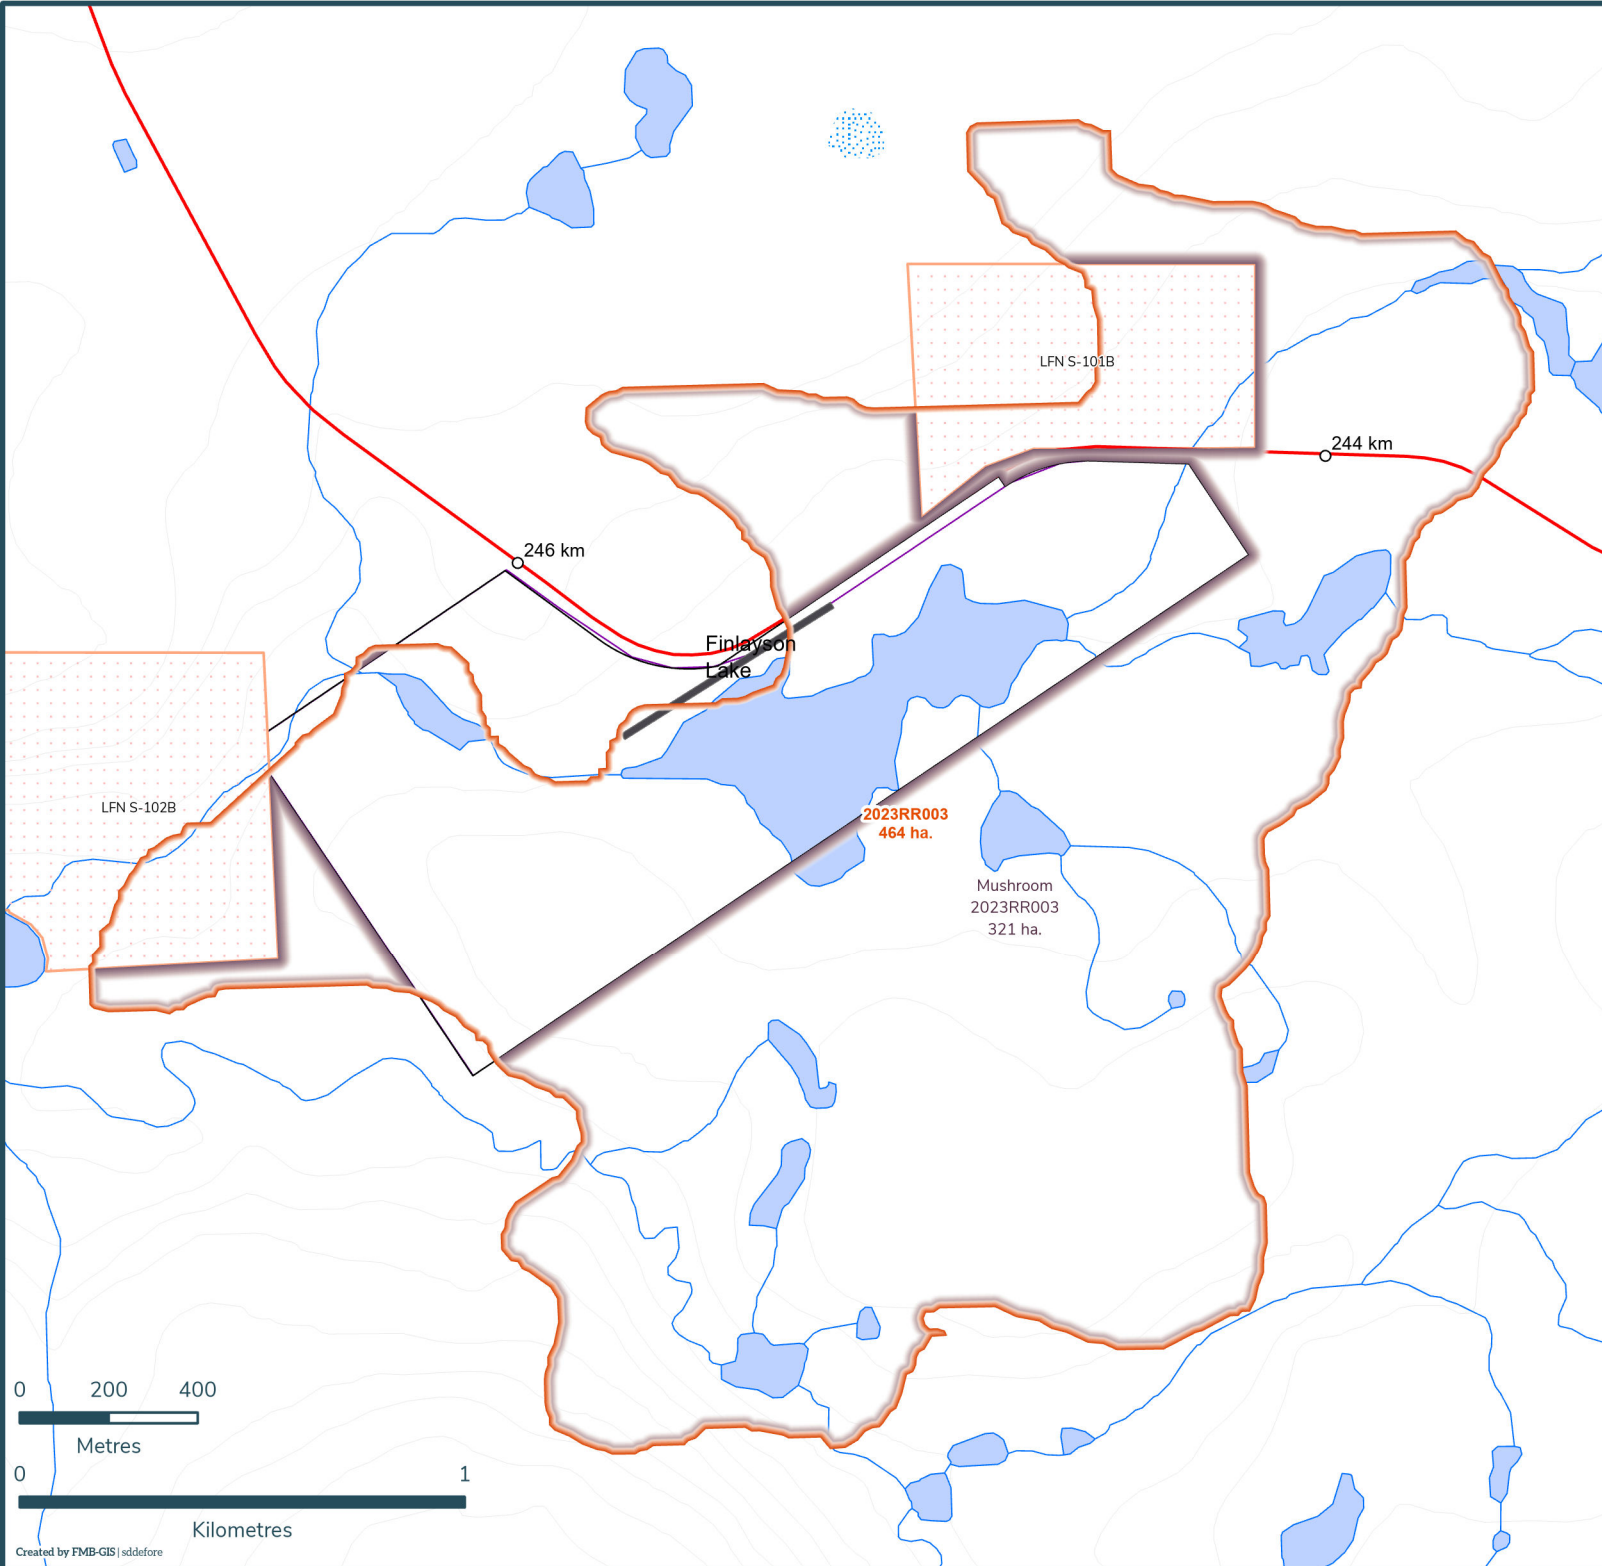 LFN S-101B
244 km
246 km
Finlayson
Lake
LFN S-102B
2023RR003
464 ha.
Mushroom
2023RR003
321 ha.
0 200 400
Metres
0 1
Kilometres
Created by FMB-GIS | sddefore